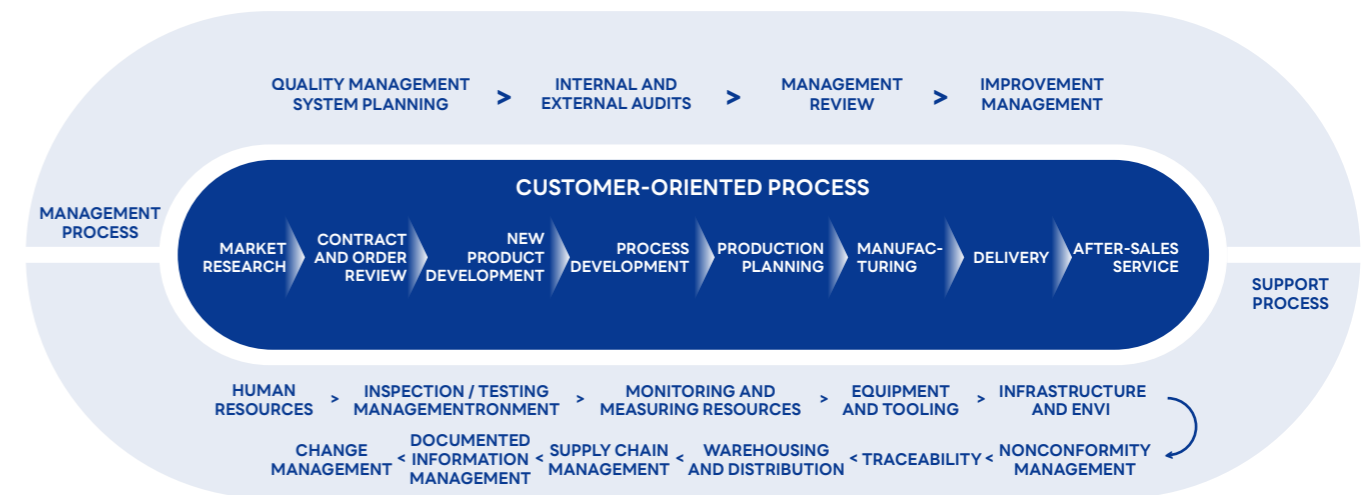 QUALITY MANAGEMENT
SYSTEM PLANNING
>
INTERNAL AND
EXTERNAL AUDITS
>
MANAGEMENT
REVIEW
>
IMPROVEMENT
MANAGEMENT
MANAGEMENT
PROCESS
CUSTOMER-ORIENTED PROCESS
MARKET
RESEARCH
CONTRACT
AND ORDER
REVIEW
NEW
PRODUCT
DEVELOPMENT
PROCESS
DEVELOPMENT
PRODUCTION
PLANNING
MANUFAC-
TURING
DELIVERY
AFTER-SALES
SERVICE
SUPPORT
PROCESS
HUMAN
RESOURCES
>
INSPECTION / TESTING
MANAGEMENTRONMENT
>
MONITORING AND
MEASURING RESOURCES
>
EQUIPMENT
AND TOOLING
>
INFRASTRUCTURE
AND ENVI
CHANGE
MANAGEMENT
<
DOCUMENTED
INFORMATION
MANAGEMENT
<
SUPPLY CHAIN
MANAGEMENT
<
WAREHOUSING
AND DISTRIBUTION
<
TRACEABILITY
<
NONCONFORMITY
MANAGEMENT